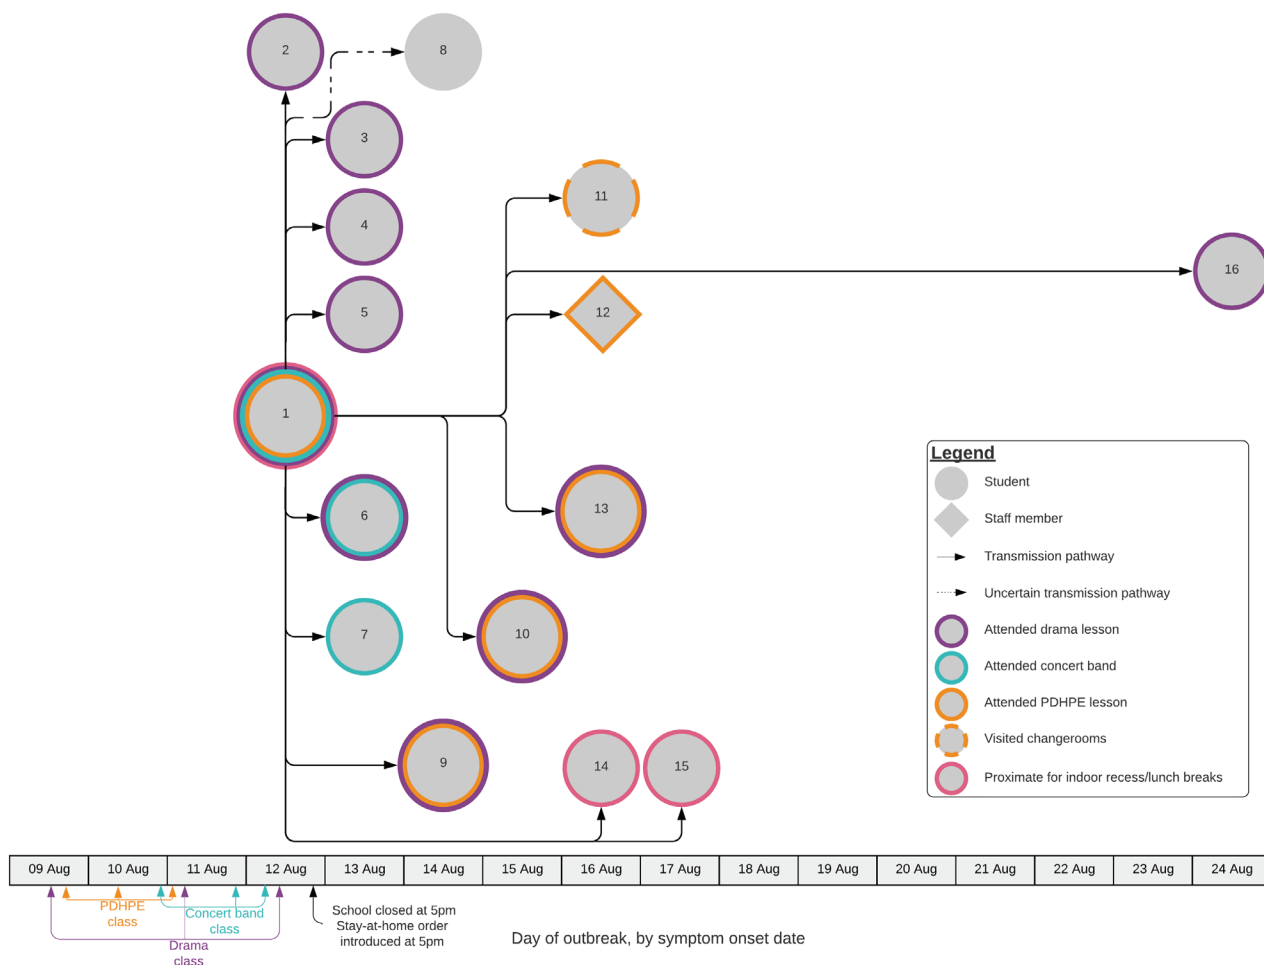 2
8
3
4
5
11
16
12
1
6
13
7
10
9
14
15
Legend
Student
Staff member
Transmission pathway
Uncertain transmission pathway
Attended drama lesson
Attended concert band
Attended PDHPE lesson
Visited changerooms
Proximate for indoor recess/lunch breaks
09 Aug 10 Aug 11 Aug 12 Aug 13 Aug 14 Aug 15 Aug 16 Aug 17 Aug 18 Aug 19 Aug 20 Aug 21 Aug 22 Aug 23 Aug 24 Aug
PDHPE
class
Concert band
class
Drama
class
School closed at 5pm
Stay-at-home order
introduced at 5pm
Day of outbreak, by symptom onset date